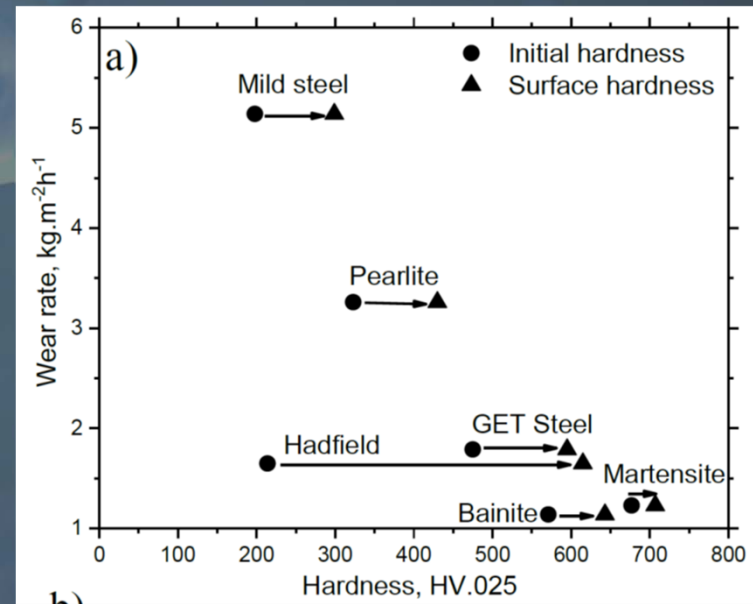 a)
Initial hardness
Surface hardness
Mild steel
Pearlite
GET Steel
Hadfield
Martensite
Bainite
6
5
4
3
2
1
Wear rate, kg.m⁻²h⁻¹
0 100 200 300 400 500 600 700 800
Hardness, HV.025
b)